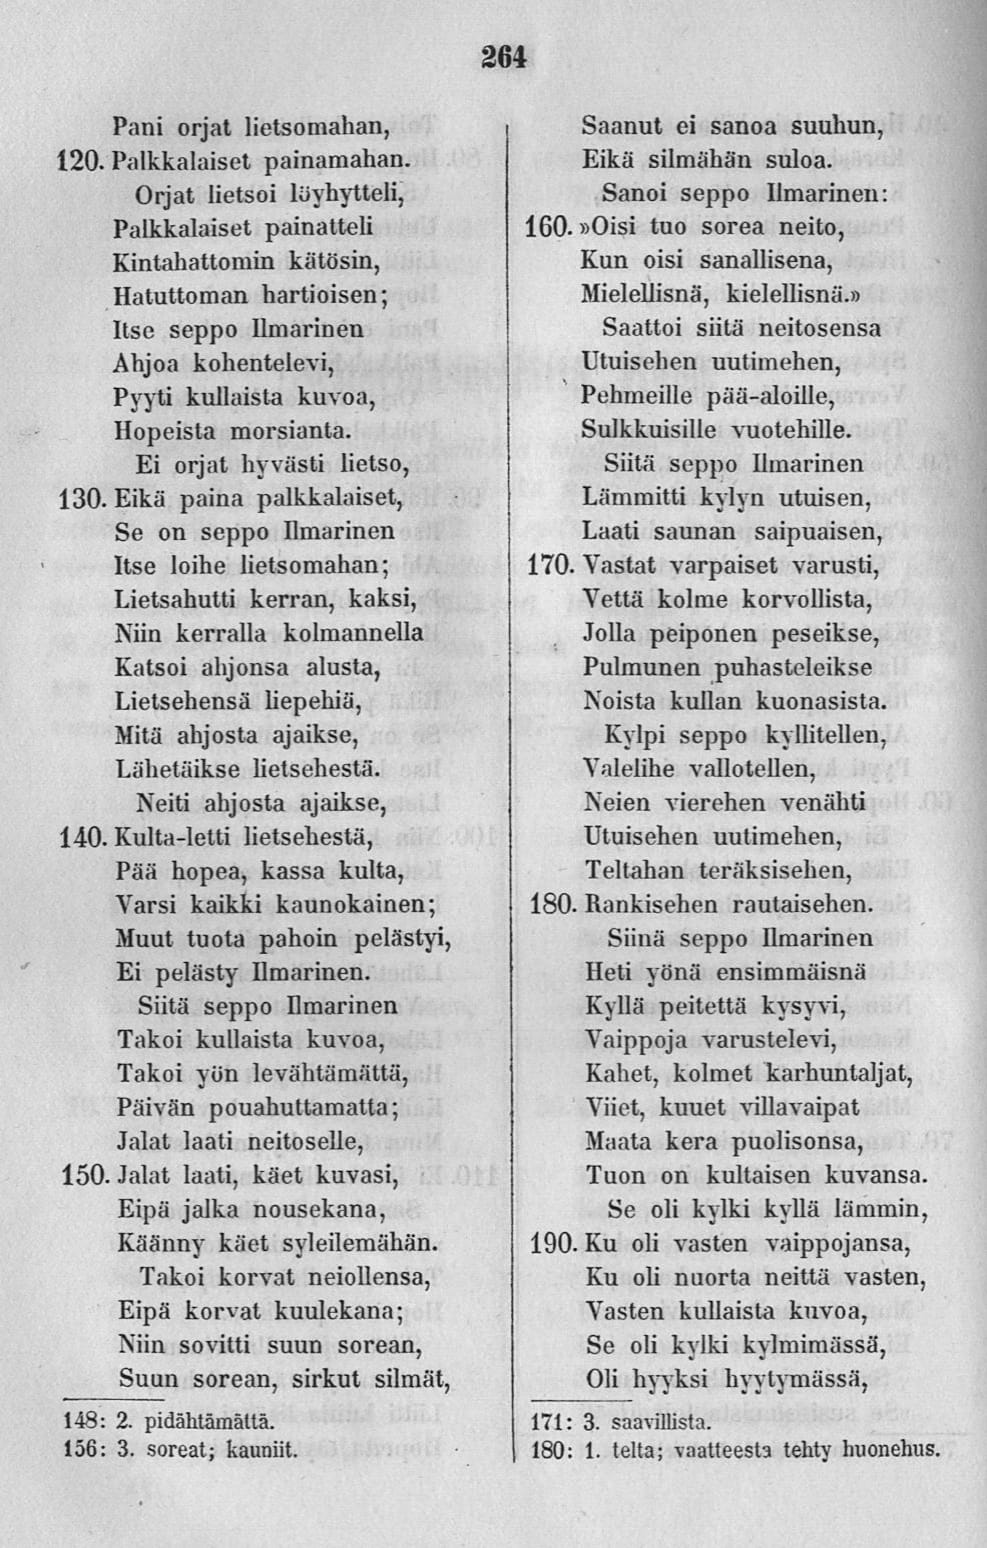 264
Pani orjat lietsomahan,
120. Palkkalaiset painamahan.
Orjat lietsoi löyhytteli,
Palkkalaiset painatteli
Kintahattomin kätösin,
Hatuttoman hartioisen;
Itse seppo Ilmarinen
Ahjoa kohentelevi,
Pyyti kullaista kuvoa,
Hopeista morsianta.
Ei orjat hyvästi lietso,
130. Eikä paina palkkalaiset,
Se on seppo Ilmarinen
Itse loihe lietsomahan;
Lietsahutti kerran, kaksi,
Niin kerralla kolmannella
Katsoi ahjonsa alusta,
Lietsehensä liepehiä,
Mitä ahjosta ajaikse,
Lähetäikse lietsehestä.
Neiti ahjosta ajaikse,
140. Kulta-letti lietsehestä,
Pää hopea, kassa kulta,
Varsi kaikki kaunokainen;
Muut tuota pahoin pelästyi,
Ei pelästy Ilmarinen.
Siitä seppo Ilmarinen
Takoi kullaista kuvoa,
Takoi yön levähtämättä,
Päivän pouahuttamatta;
Jalat laati neitoselle,
150. Jalat laati, käet kuvasi,
Eipä jalka nousekana,
Käänny käet syleilemähän.
Takoi korvat neiollensa,
Eipä korvat kuulekana;
Niin sovitti suun sorean,
Suun sorean, sirkut silmät,
148: 2. pidähtämättä.
156: 3. soreat; kauniit.
Saanut ei sanoa suuhun,
Eikä silmähän suloa.
Sanoi seppo Ilmarinen:
160. »Oisi tuo sorea neito,
Kun oisi sanallisena,
Mielellisnä, kielellisnä.»
Saattoi siitä neitosensa
Utuisehen uutimehen,
Pehmeille pää-aloille,
Sulkkuisille vuotehille.
Siitä seppo Ilmarinen
Lämmitti kylyn utuisen,
Laati saunan saipuaisen,
170. Vastat varpaiset varusti,
Vettä kolme korvollista,
Jolla peiponen peseikse,
Pulmunen puhasteleikse
Noista kullan kuonasista.
Kylpi seppo kyllitellen,
Valelihe vallotellen,
Neien vierehen venähti
Utuisehen uutimehen,
Teltahan teräksisehen,
180. Rankisehen rautaisehen.
Siinä seppo Ilmarinen
Heti yönä ensimmäisnä
Kyllä peitettä kysyvi,
Vaippoja varustelevi,
Kahet, kolmet karhuntaljat,
Viiet, kuuet villavaipat
Maata kera puolisonsa,
Tuon on kultaisen kuvansa.
Se oli kylki kyllä lämmin,
190. Ku oli vasten vaippojansa,
Ku oli nuorta neittä vasten,
Vasten kullaista kuvoa,
Se oli kylki kylmimässä,
Oli hyyksi hyytymässä,
171: 3. saavillista.
180: 1. telta; vaatteesta tehty huonehus.